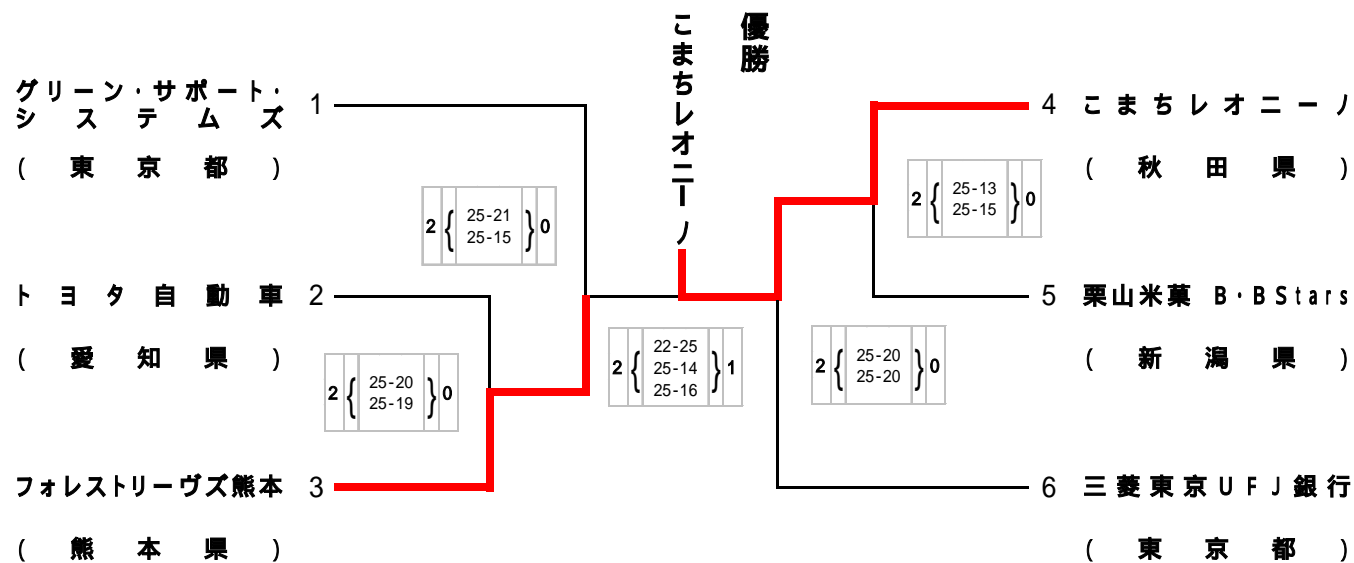 優勝
こまちレオニーノ
グリーン・サポート・
システムズ
(東京都)
1
25-21
25-15
2 { } 0
トヨタ自動車
(愛知県)
2
25-20
25-19
2 { } 0
フォレストリーヴズ熊本
(熊本県)
3
22-25
25-14
25-16
2 { } 1
4 こまちレオニーノ
(秋田県)
25-13
25-15
2 { } 0
5 栗山米菓 B・BStars
(新潟県)
25-20
25-20
2 { } 0
6 三菱東京UFJ銀行
(東京都)